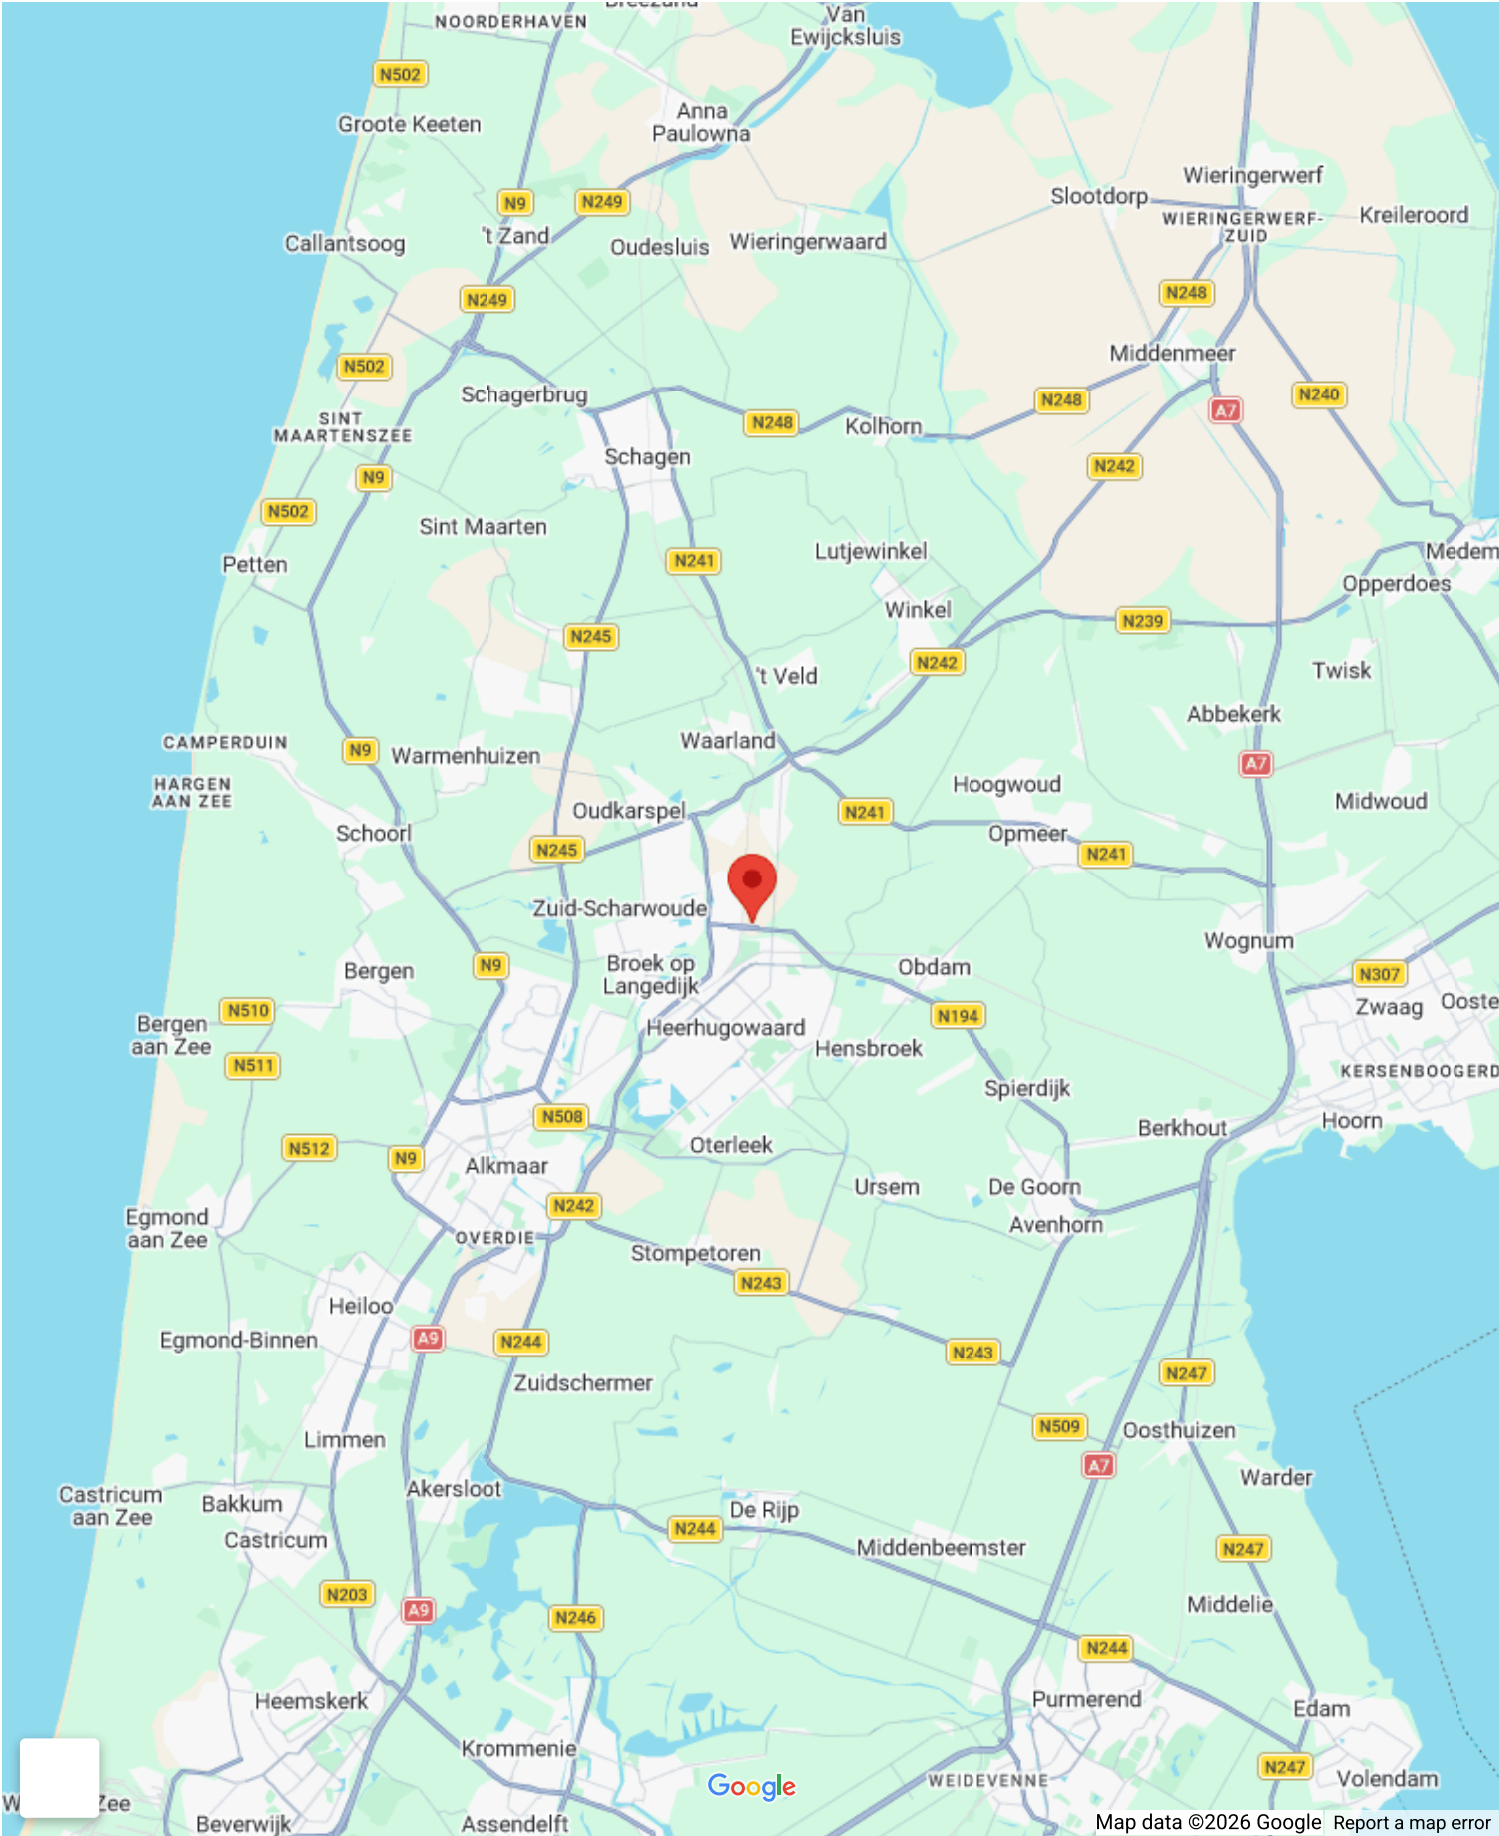 Breezand
NOORDERHAVEN
Van
Ewijcksluis
N502
Groote Keeten
Anna
Paulowna
Wieringerwerf
Slootdorp
N9
N249
WIERINGERWERF-
ZUID
Kreileroord
't Zand
Callantsoog
Oudesluis
Wieringerwaard
N249
N248
Middenmeer
N502
Schagerbrug
N248
N240
A7
SINT
MAARTENSZEE
N248
Kolhorn
Schagen
N242
N9
N502
Sint Maarten
Petten
N241
Lutjewinkel
Medem
Opperdoes
Winkel
N239
N245
N242
't Veld
Twisk
Abbekerk
CAMPERDUIN
N9
Warmenhuizen
Waarland
A7
HARGEN
AAN ZEE
Hoogwoud
Midwoud
Oudkarspel
N241
Schoorl
Opmeer
N245
N241
Zuid-Scharwoude
Wognum
Bergen
N9
Broek op
Langedijk
Obdam
N307
Zwaag
Ooste
N510
Bergen
aan Zee
Heerhugowaard
N194
Hensbroek
N511
KERSENBOOGERD
Spierdijk
N508
Hoorn
Berkhout
N512
N9
Alkmaar
Oterleek
Ursem
De Goorn
N242
Egmond
aan Zee
OVERDIE
Avenhorn
Stompetoren
N243
Heiloo
Egmond-Binnen
A9
N244
N243
N247
Zuidschermer
Limmen
N509
Oosthuizen
A7
Warder
Castricum
aan Zee
Bakkum
Akersloot
De Rijp
N244
Castricum
Middenbeemster
N247
N203
A9
N246
Middelie
N244
Heemskerk
Purmerend
Edam
Krommenie
N247
WEIDEVENNE
Volendam
Google
W
Zee
Beverwijk
Assendelft
Map data ©2026 Google
Report a map error